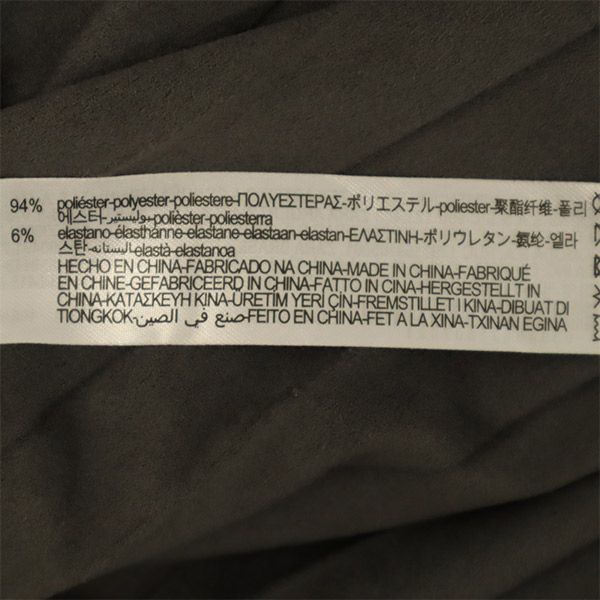 94% poliéster-polyester-poliestere-ΠΟΛΥΕΣΤΕΡΑΣ-ポリエステル-poliester-聚酯纤维-폴리
에스터-بوليستير-polièster-poliesterra
6% elastano-élasthanne-elastane-elastaan-elastan-ΕΛΑΣΤΙΝΗ-ポリウレタン-氨纶-엘라
스탄-اليستانه-elastà-elastanoa
HECHO EN CHINA-FABRICADO NA CHINA-MADE IN CHINA-FABRIQUÉ
EN CHINE-GEFABRICEERD IN CHINA-FATTO IN CINA-HERGESTELLT IN
CHINA-ΚΑΤΑΣΚΕΥΗ ΚΙΝΑ-ÜRETİM YERİ ÇİN-FREMSTILLET I KINA-DIBUAT DI
TIONGKOK-صنع في الصين-FEITO EN CHINA-FET A LA XINA-TXINAN EGINA